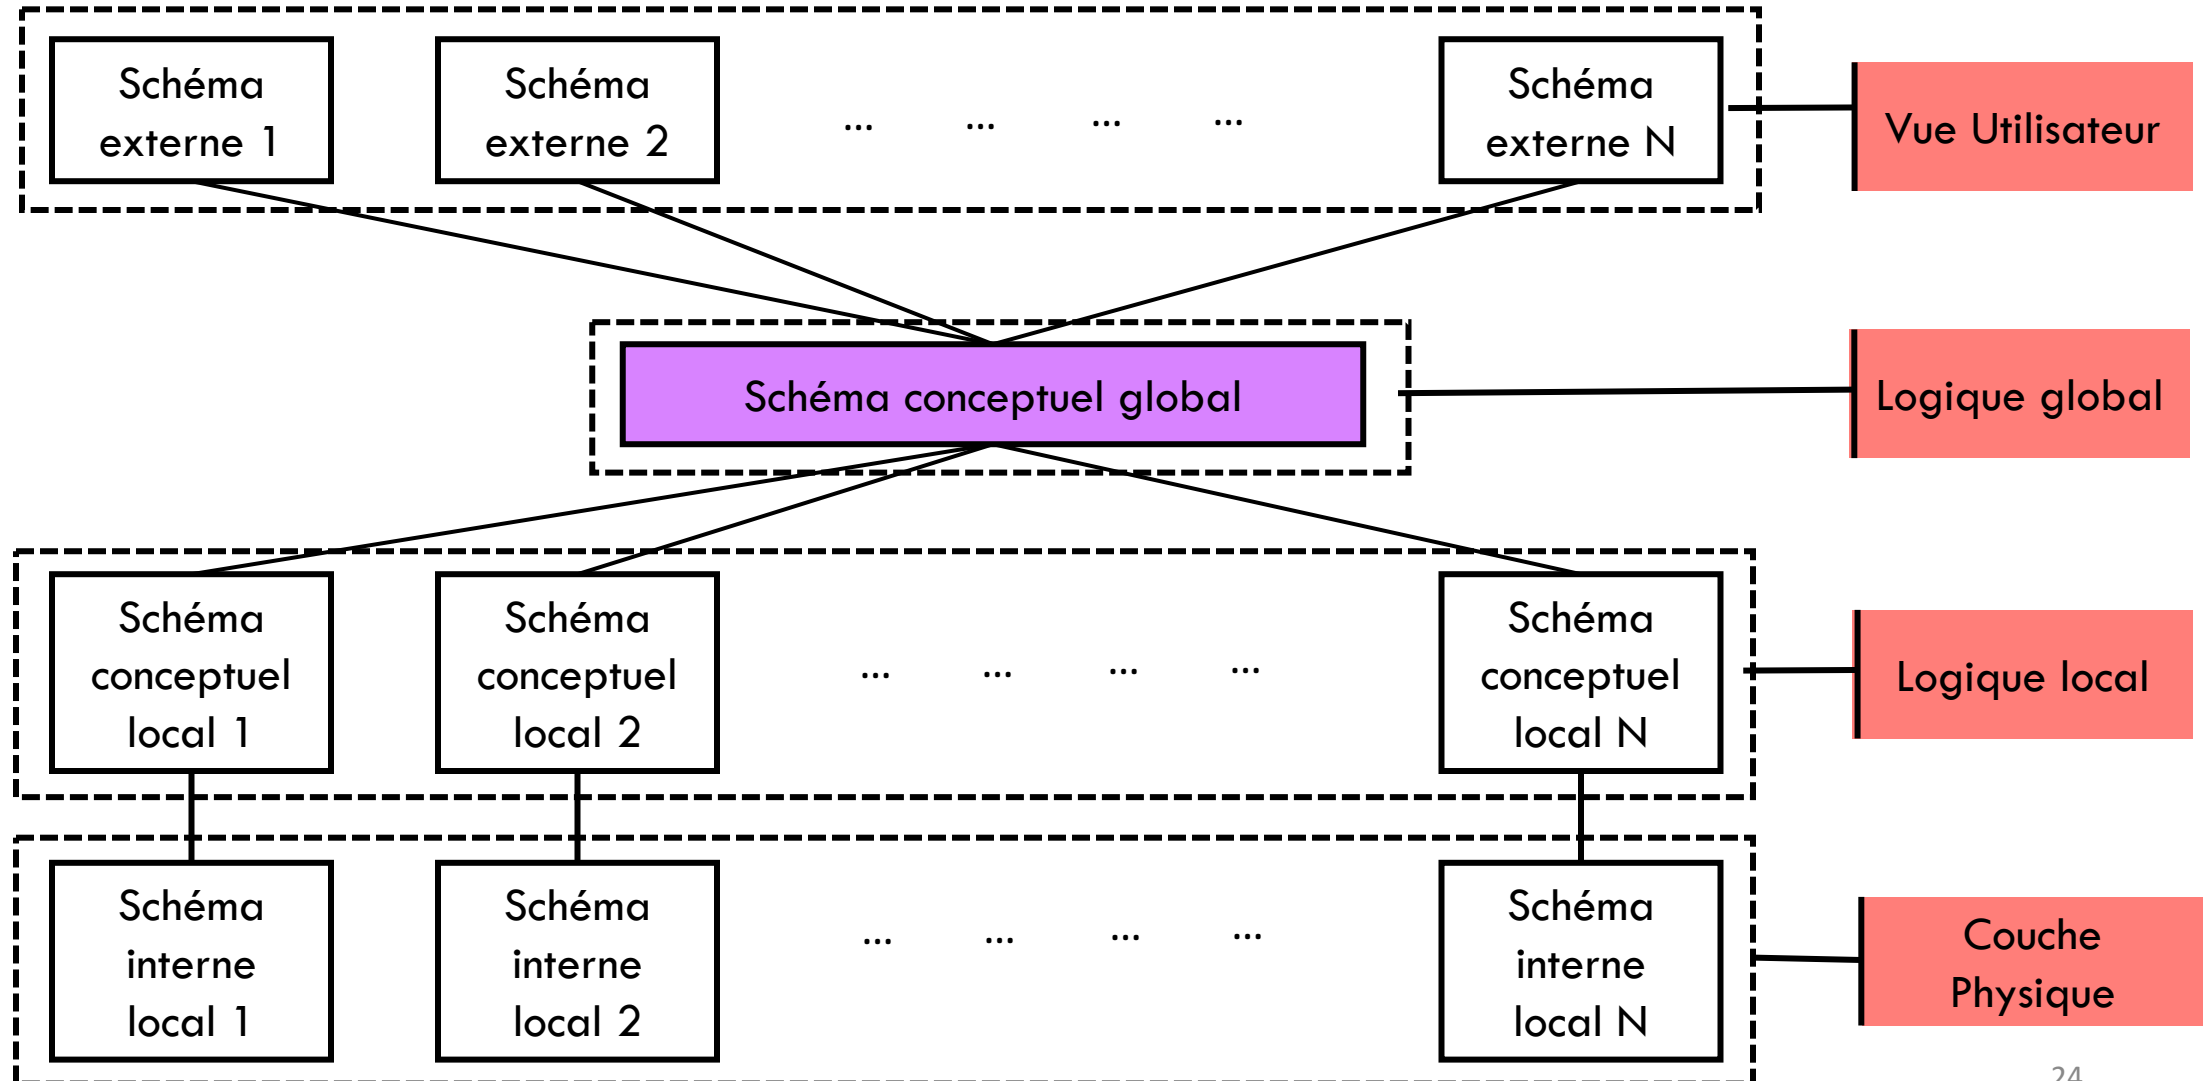 Schéma
externe 1
Schéma
externe 2
... ... ... ...
Schéma
externe N
Vue Utilisateur
Schéma conceptuel global
Logique global
Schéma
conceptuel
local 1
Schéma
conceptuel
local 2
... ... ... ...
Schéma
conceptuel
local N
Logique local
Schéma
interne
local 1
Schéma
interne
local 2
... ... ... ...
Schéma
interne
local N
Couche
Physique
24